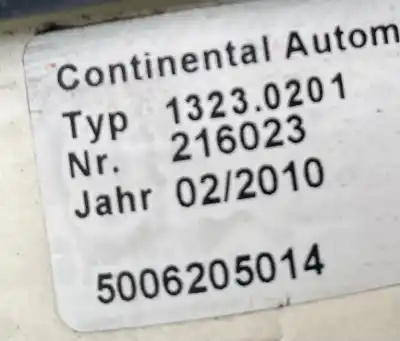 Continental Autom
Typ 1323.0201
Nr. 216023
Jahr 02/2010
5006205014